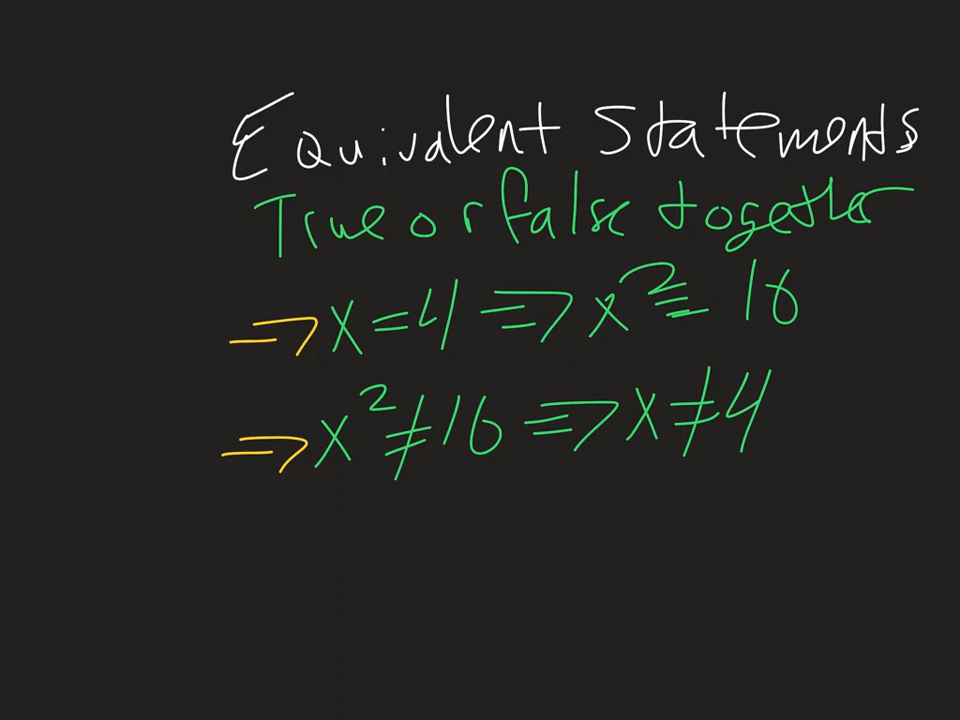 Equivalent Statements
True or false together
⇒ x = 4 ⇒ x² = 16
⇒ x² ≠ 16 ⇒ x ≠ 4